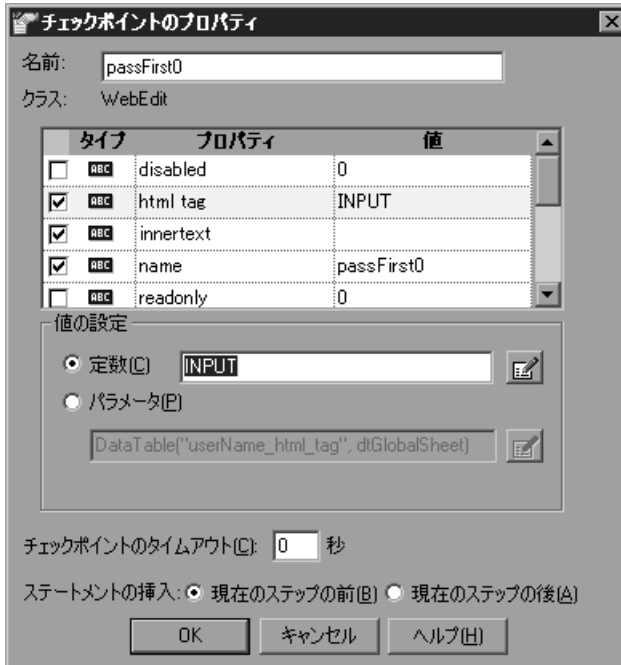 チェックポイントのプロパティ
名前: passFirst0
クラス: WebEdit
タイプ プロパティ 値
ABC disabled 0
ABC html tag INPUT
ABC innertext
ABC name passFirst0
ABC readonly 0
値の設定
定数(C) INPUT
パラメータ(P)
DataTable("userName_html_tag", dtGlobalSheet)
チェックポイントのタイムアウト(C): 0 秒
ステートメントの挿入: 現在のステップの前(B) 現在のステップの後(A)
OK キャンセル ヘルプ(H)